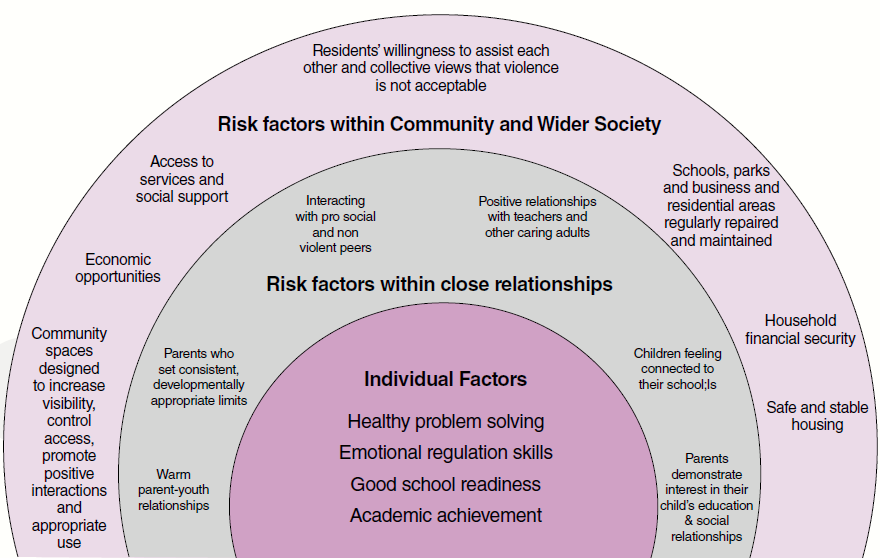 Residents’ willingness to assist each
other and collective views that violence
is not acceptable
Risk factors within Community and Wider Society
Access to
services and
social support
Schools, parks
and business and
residential areas
regularly repaired
and maintained
Economic
opportunities
Household
financial security
Community
spaces
designed
to increase
visibility,
control
access,
promote
positive
interactions
and
appropriate
use
Safe and stable
housing
Interacting
with pro social
and non
violent peers
Positive relationships
with teachers and
other caring adults
Risk factors within close relationships
Parents who
set consistent,
developmentally
appropriate limits
Children feeling
connected to
their school;ls
Warm
parent-youth
relationships
Parents
demonstrate
interest in their
child’s education
& social
relationships
Individual Factors
Healthy problem solving
Emotional regulation skills
Good school readiness
Academic achievement